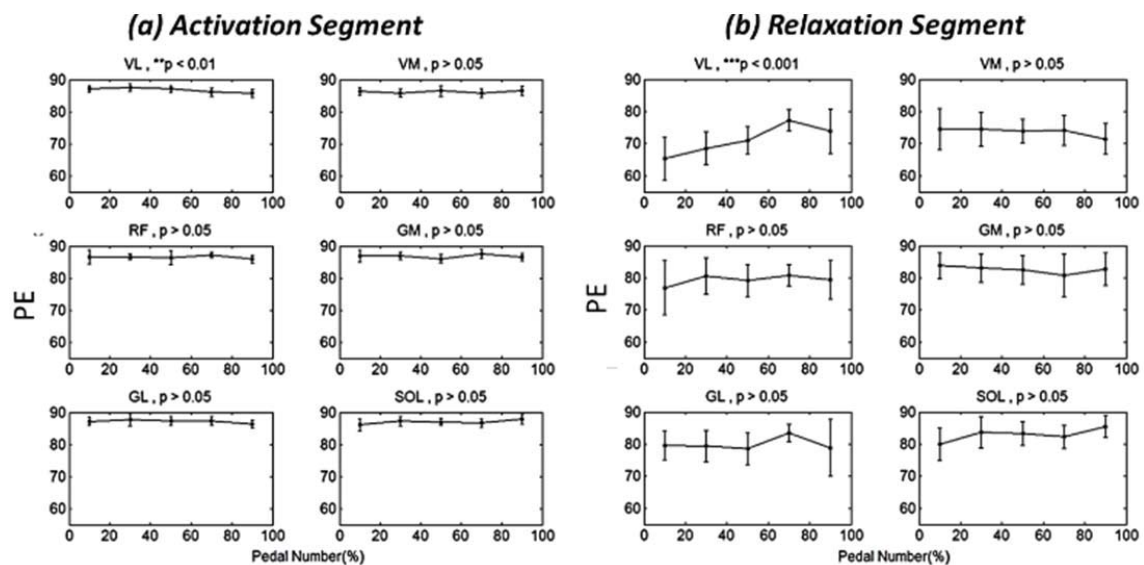 (a) Activation Segment
(b) Relaxation Segment
VL , **p < 0.01
VM , p > 0.05
VL , ***p < 0.001
VM , p > 0.05
90
80
70
60
0 20 40 60 80 100
90
80
70
60
0 20 40 60 80 100
90
80
70
60
0 20 40 60 80 100
90
80
70
60
0 20 40 60 80 100
RF , p > 0.05
GM , p > 0.05
RF , p > 0.05
GM , p > 0.05
PE
90
80
70
60
0 20 40 60 80 100
90
80
70
60
0 20 40 60 80 100
PE
90
80
70
60
0 20 40 60 80 100
90
80
70
60
0 20 40 60 80 100
GL , p > 0.05
SOL , p > 0.05
GL , p > 0.05
SOL , p > 0.05
90
80
70
60
0 20 40 60 80 100
90
80
70
60
0 20 40 60 80 100
90
80
70
60
0 20 40 60 80 100
90
80
70
60
0 20 40 60 80 100
Pedal Number(%)
Pedal Number(%)